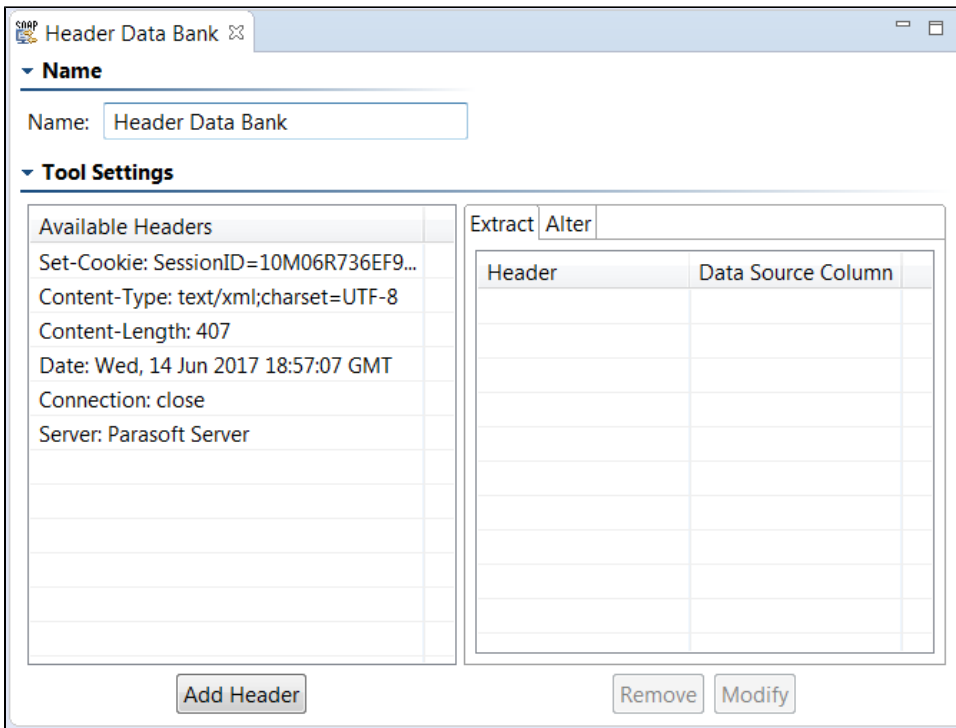 SOAP
Header Data Bank
Name
Name: Header Data Bank
Tool Settings
Available Headers
Set-Cookie: SessionID=10M06R736EF9...
Content-Type: text/xml;charset=UTF-8
Content-Length: 407
Date: Wed, 14 Jun 2017 18:57:07 GMT
Connection: close
Server: Parasoft Server
Add Header
Extract Alter
Header Data Source Column
Remove Modify